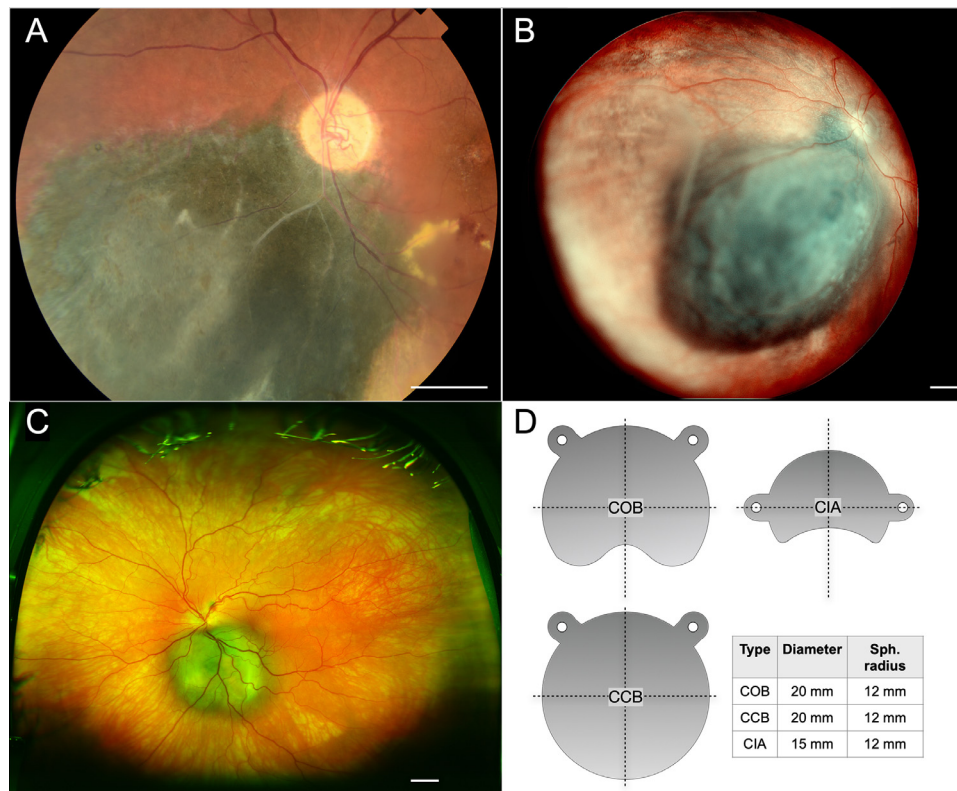 A
B
C
D
COB
CIA
CCB
Type Diameter Sph. radius
COB 20 mm 12 mm
CCB 20 mm 12 mm
CIA 15 mm 12 mm